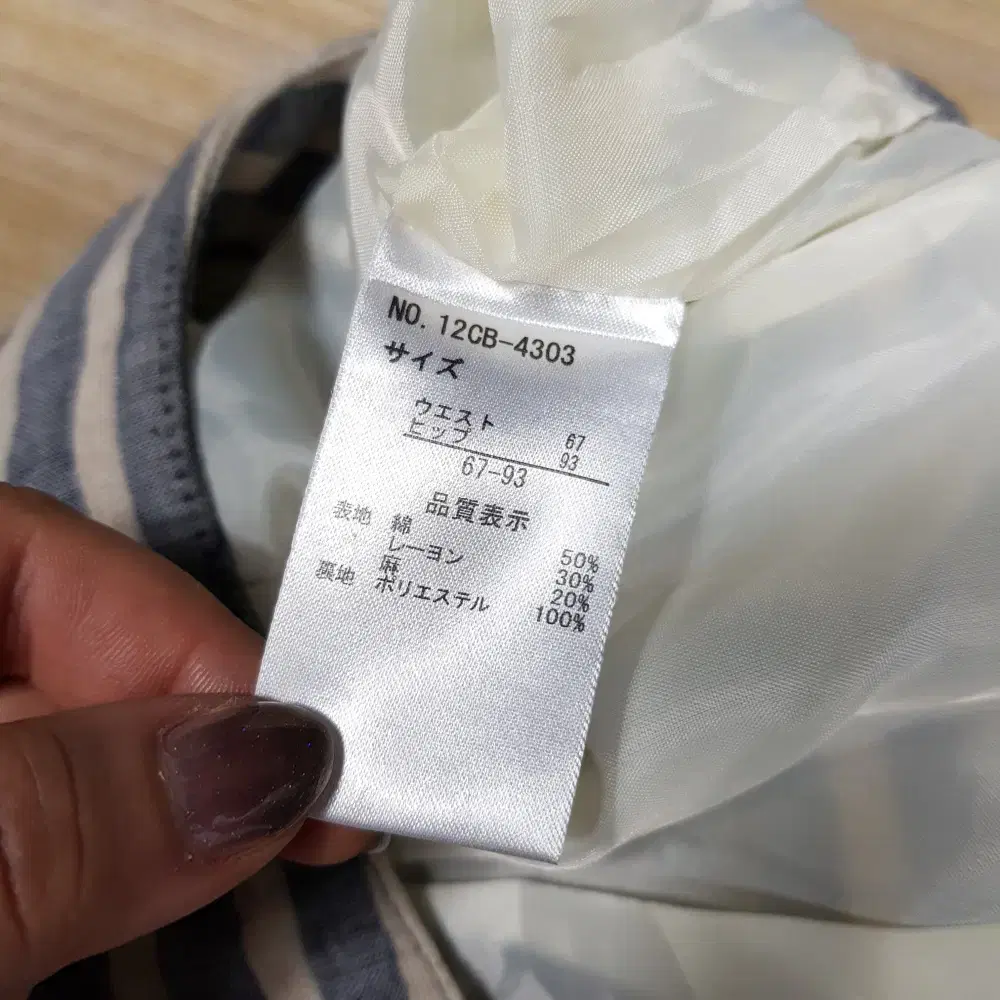 NO. 12CB-4303
サイズ
ウエスト 67
ヒップ 93
67-93
品質表示
表地 綿 50%
レーヨン 30%
麻 20%
裏地 ポリエステル 100%